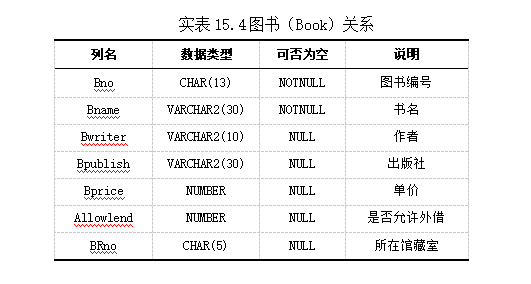 实表 15.4 图书（Book）关系
列名 数据类型 可否为空 说明
Bno CHAR(13) NOTNULL 图书编号
Bname VARCHAR2(30) NOTNULL 书名
Bwriter VARCHAR2(10) NULL 作者
Bpublish VARCHAR2(30) NULL 出版社
Bprice NUMBER NULL 单价
Allowlend NUMBER NULL 是否允许外借
BRno CHAR(5) NULL 所在馆藏室